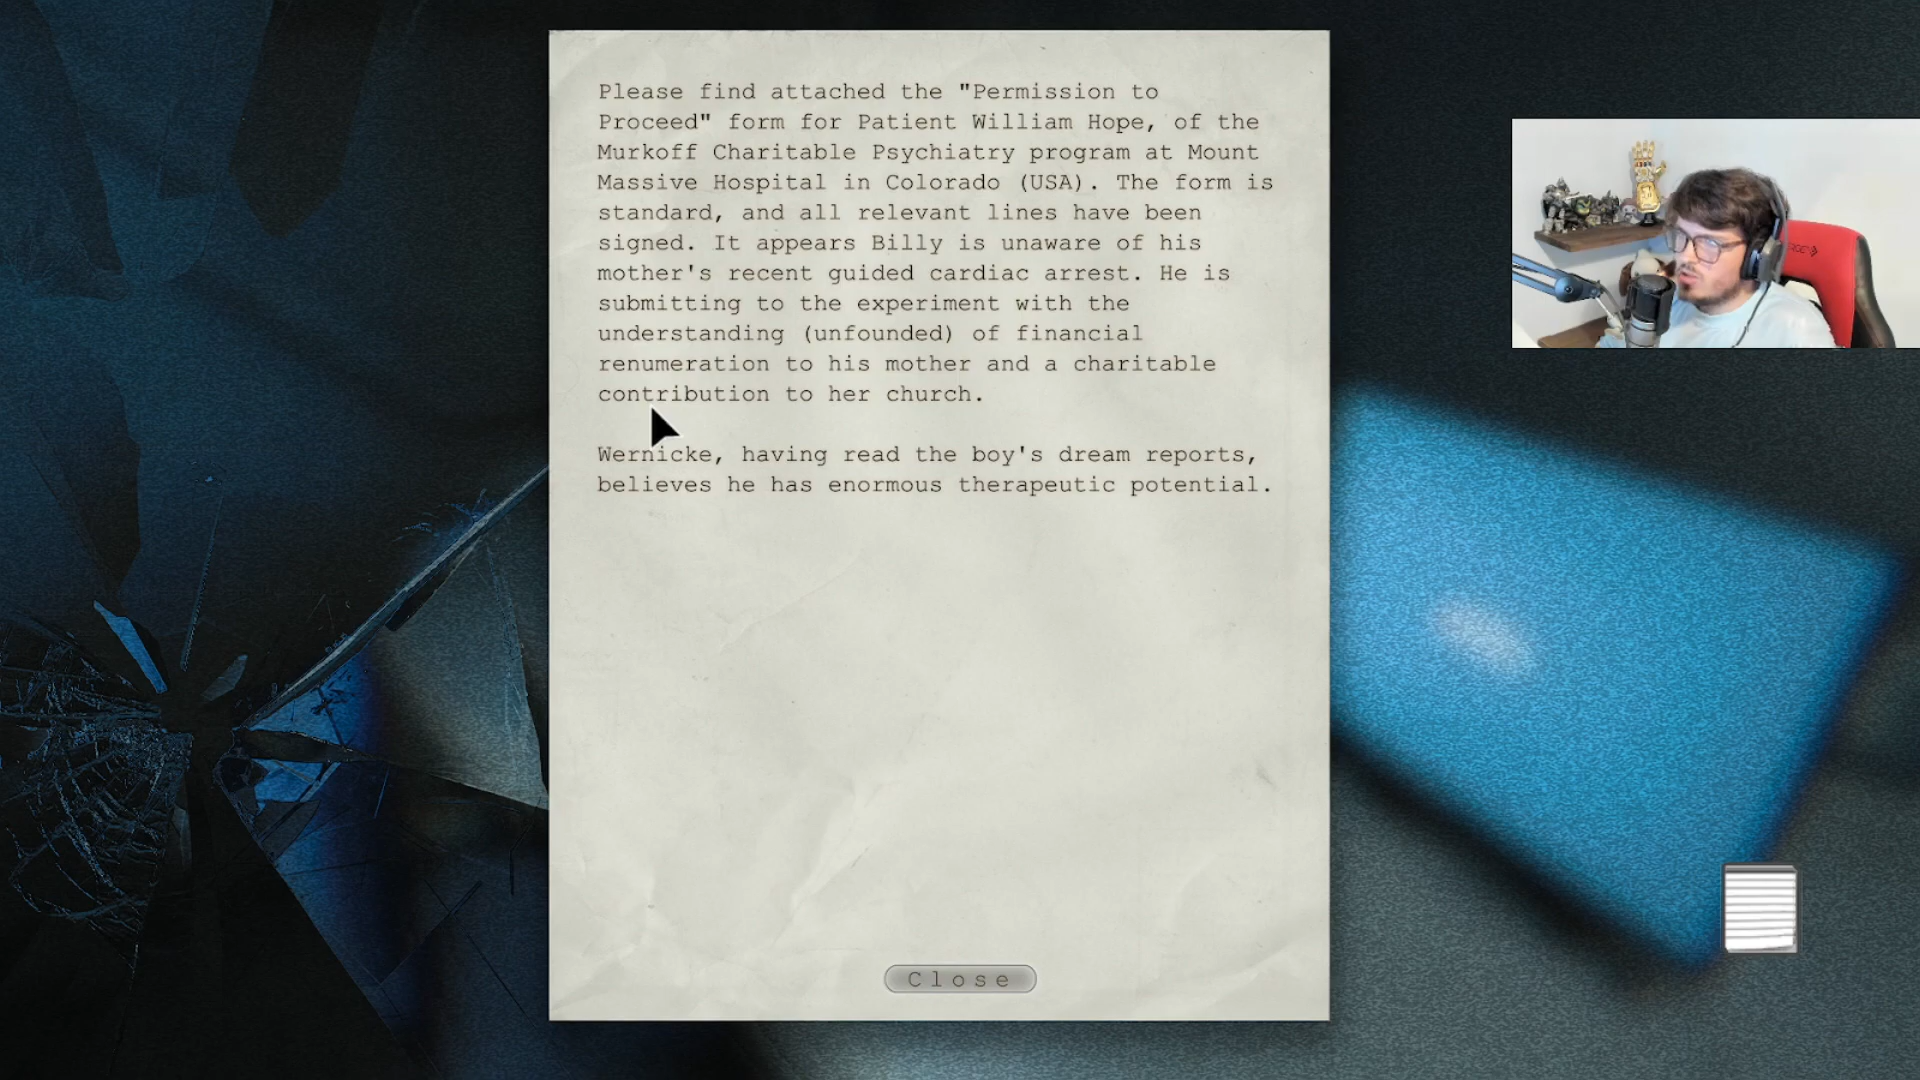 Please find attached the "Permission to
Proceed" form for Patient William Hope, of the
Murkoff Charitable Psychiatry program at Mount
Massive Hospital in Colorado (USA). The form is
standard, and all relevant lines have been
signed. It appears Billy is unaware of his
mother's recent guided cardiac arrest. He is
submitting to the experiment with the
understanding (unfounded) of financial
renumeration to his mother and a charitable
contribution to her church.
Wernicke, having read the boy's dream reports,
believes he has enormous therapeutic potential.
Close